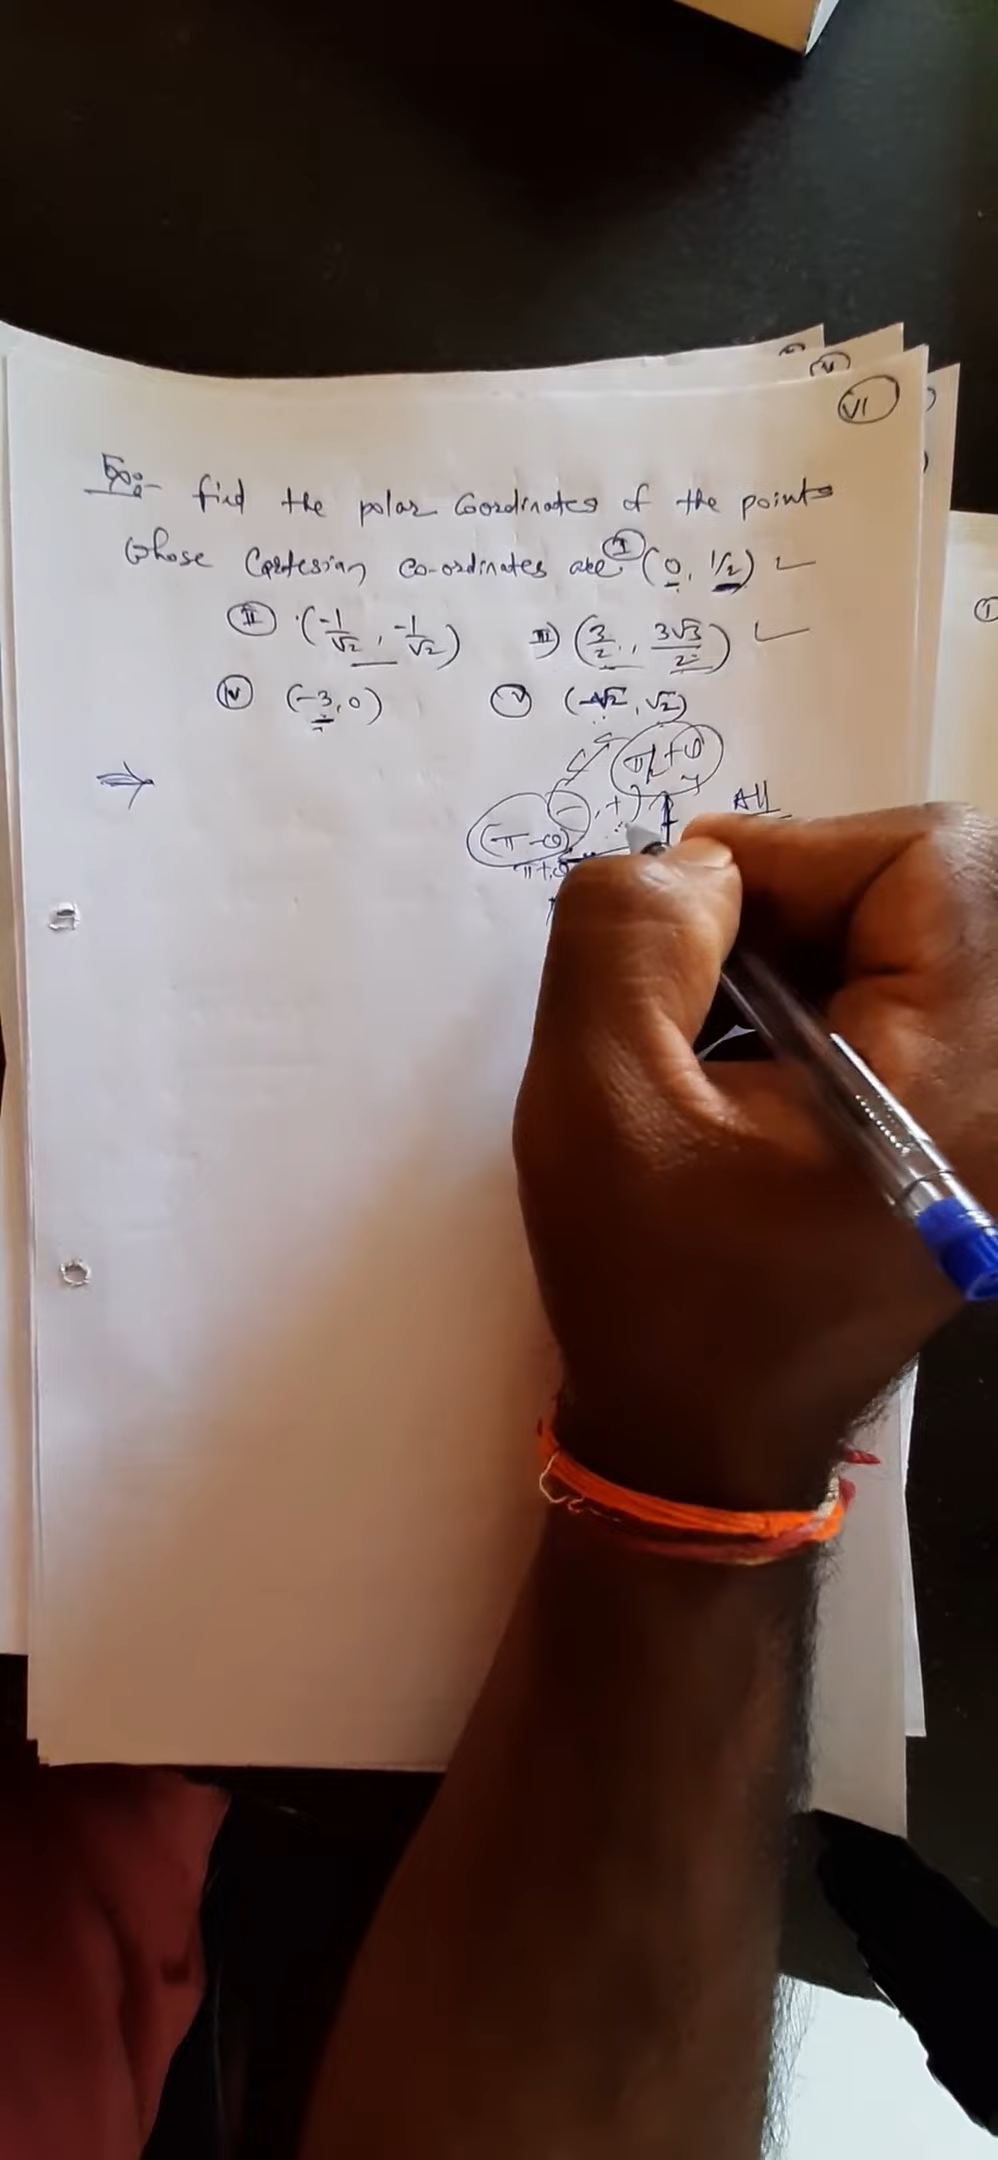 VI
V
Ex:- find the polar Coordinates of the points
whose Cartesian co-ordinates are (I) (0, 1/2)
(II) (-1/√2, -1/√2) III) (3/2, 3√3/2)
(IV) (-3, 0) (V) (-√2, √2)
⇒
π/2+θ
(-, +) All
(π-θ)
π+θ
I